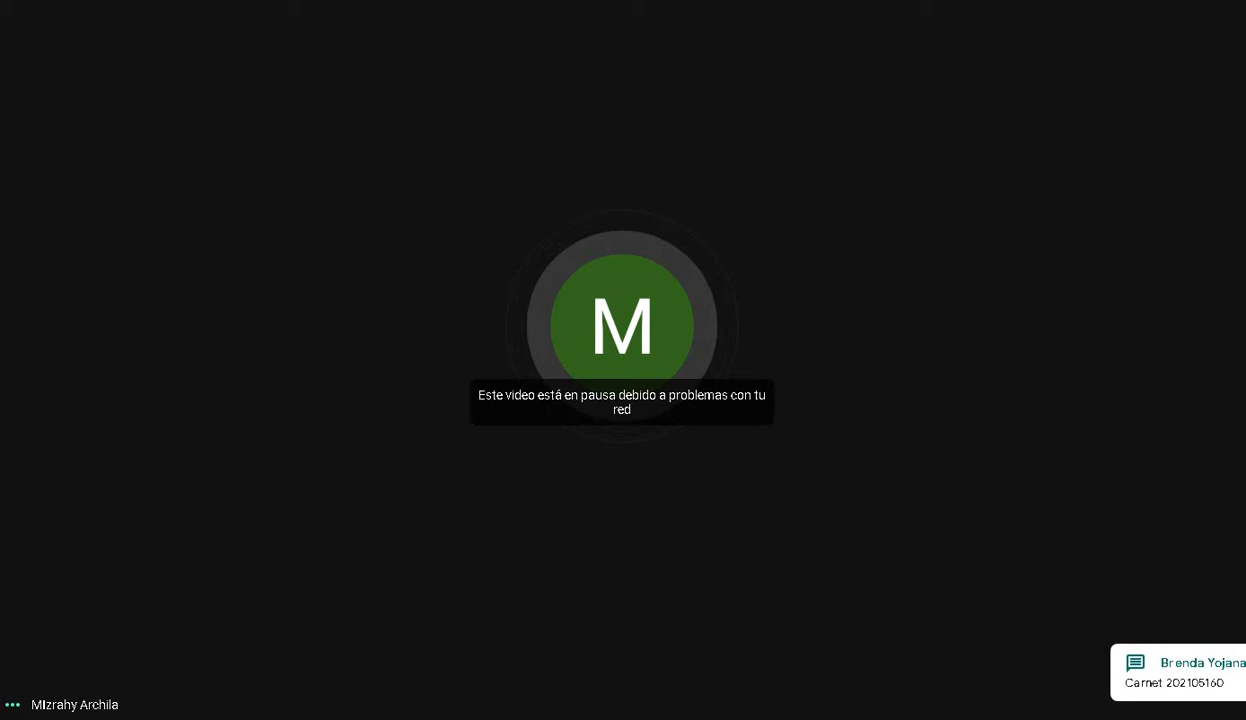 M
Este video está en pausa debido a problemas con tu
red
Brenda Yojana
Carnet 202105160
MIzrahy Archila